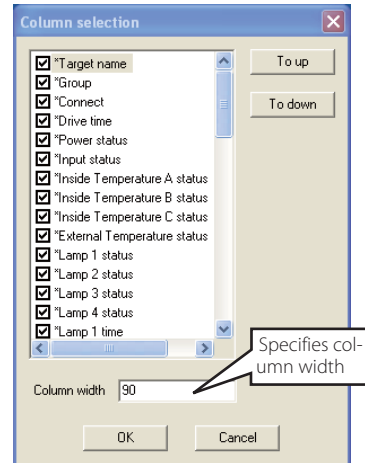 Column selection
*Target name
*Group
*Connect
*Drive time
*Power status
*Input status
*Inside Temperature A status
*Inside Temperature B status
*Inside Temperature C status
*External Temperature status
*Lamp 1 status
*Lamp 2 status
*Lamp 3 status
*Lamp 4 status
*Lamp 1 time
To up
To down
Specifies col-
umn width
Column width 90
OK Cancel